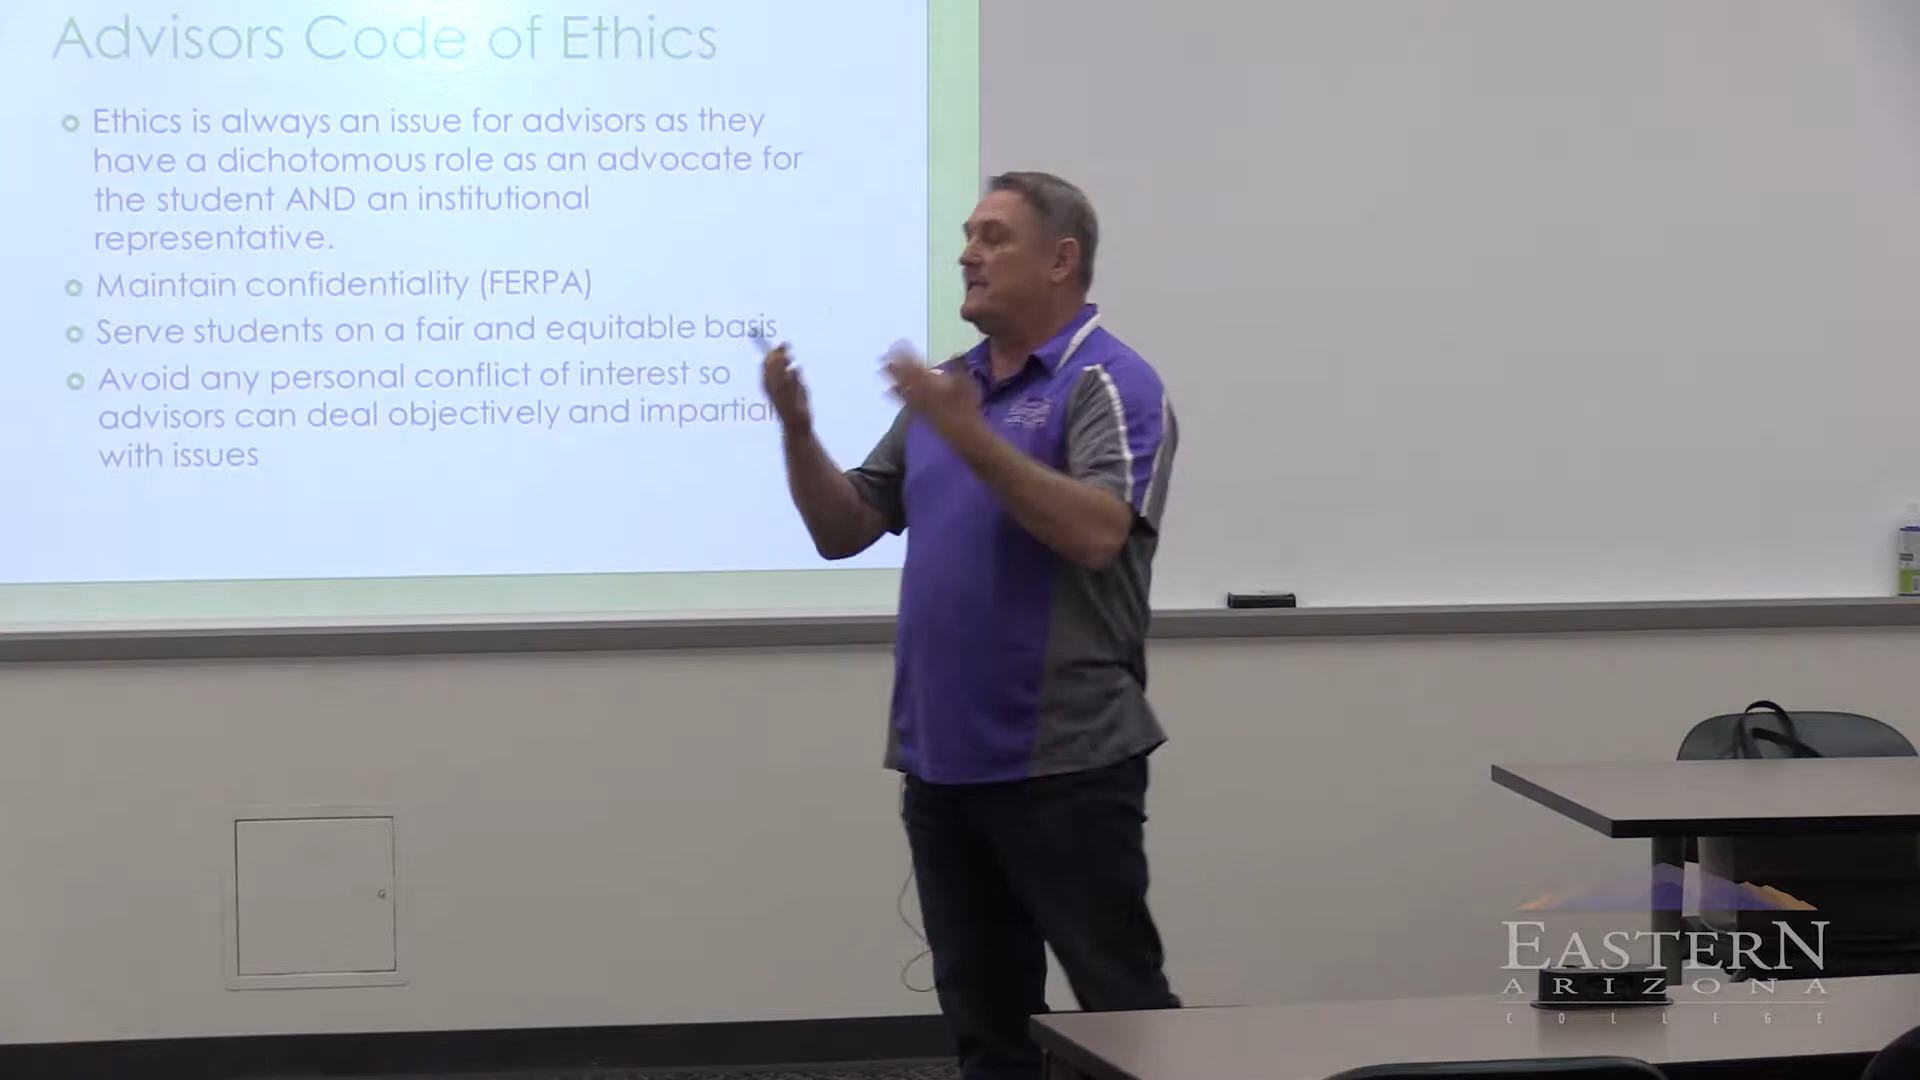 Advisors Code of Ethics
Ethics is always an issue for advisors as they
have a dichotomous role as an advocate for
the student AND an institutional
representative.
Maintain confidentiality (FERPA)
Serve students on a fair and equitable basis
Avoid any personal conflict of interest so
advisors can deal objectively and
with issues
EASTERN
ARIZONA
COLLEGE